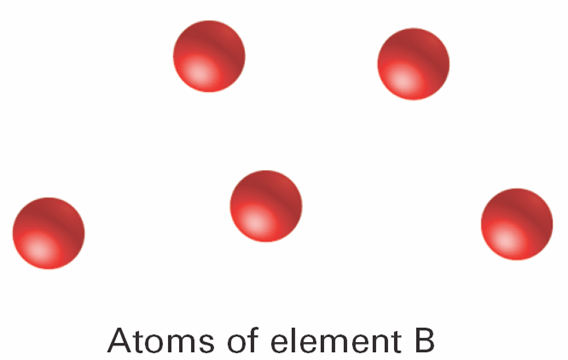 Atoms of element B